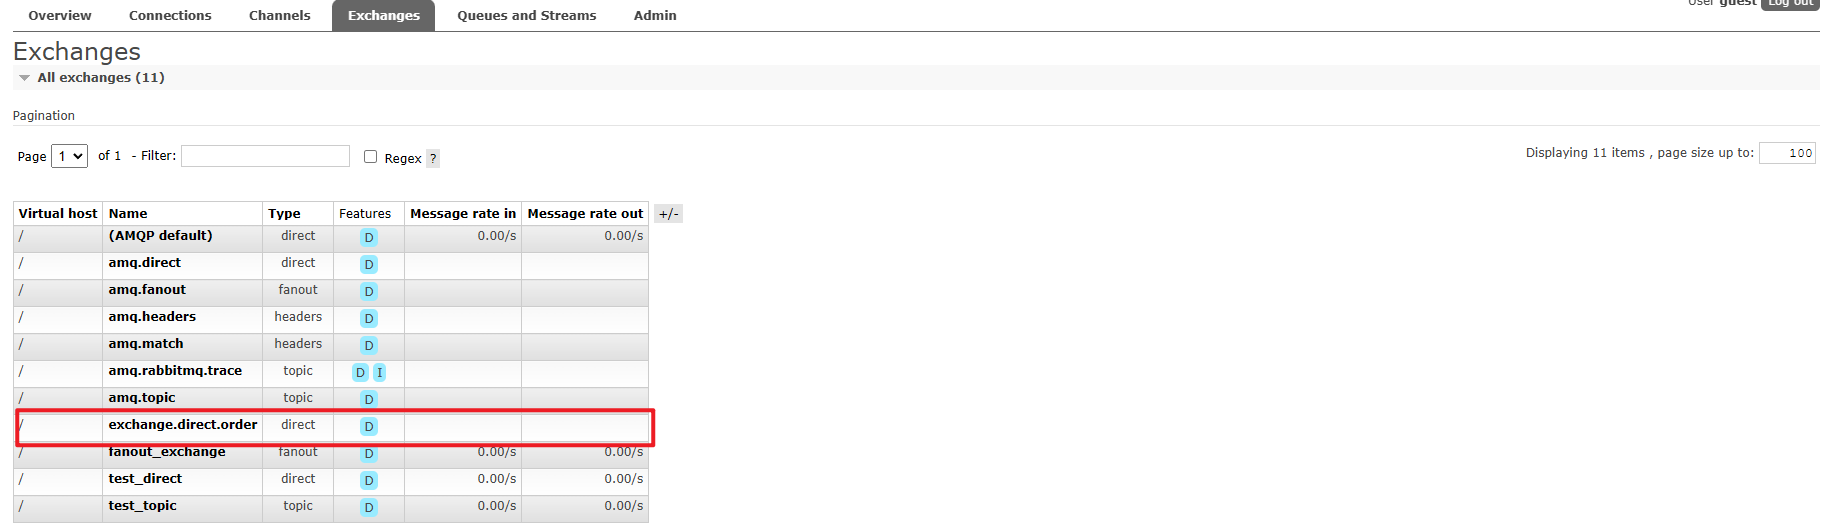 User guest Log out
Overview Connections Channels Exchanges Queues and Streams Admin
Exchanges
All exchanges (11)
Pagination
Page 1 of 1 - Filter: Regex ? Displaying 11 items , page size up to: 100
Virtual host Name Type Features Message rate in Message rate out +/-
/ (AMQP default) direct D 0.00/s 0.00/s
/ amq.direct direct D
/ amq.fanout fanout D
/ amq.headers headers D
/ amq.match headers D
/ amq.rabbitmq.trace topic D I
/ amq.topic topic D
/ exchange.direct.order direct D
/ fanout_exchange fanout D 0.00/s 0.00/s
/ test_direct direct D 0.00/s 0.00/s
/ test_topic topic D 0.00/s 0.00/s